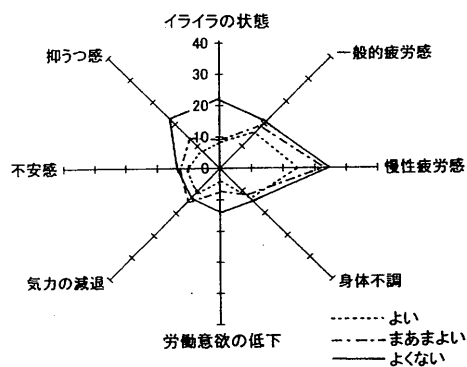 イライラの状態
40
30
20
10
0
一般的疲労感
慢性疲労感
身体不調
労働意欲の低下
気力の減退
不安感
抑うつ感
よい
まあまよい
よくない